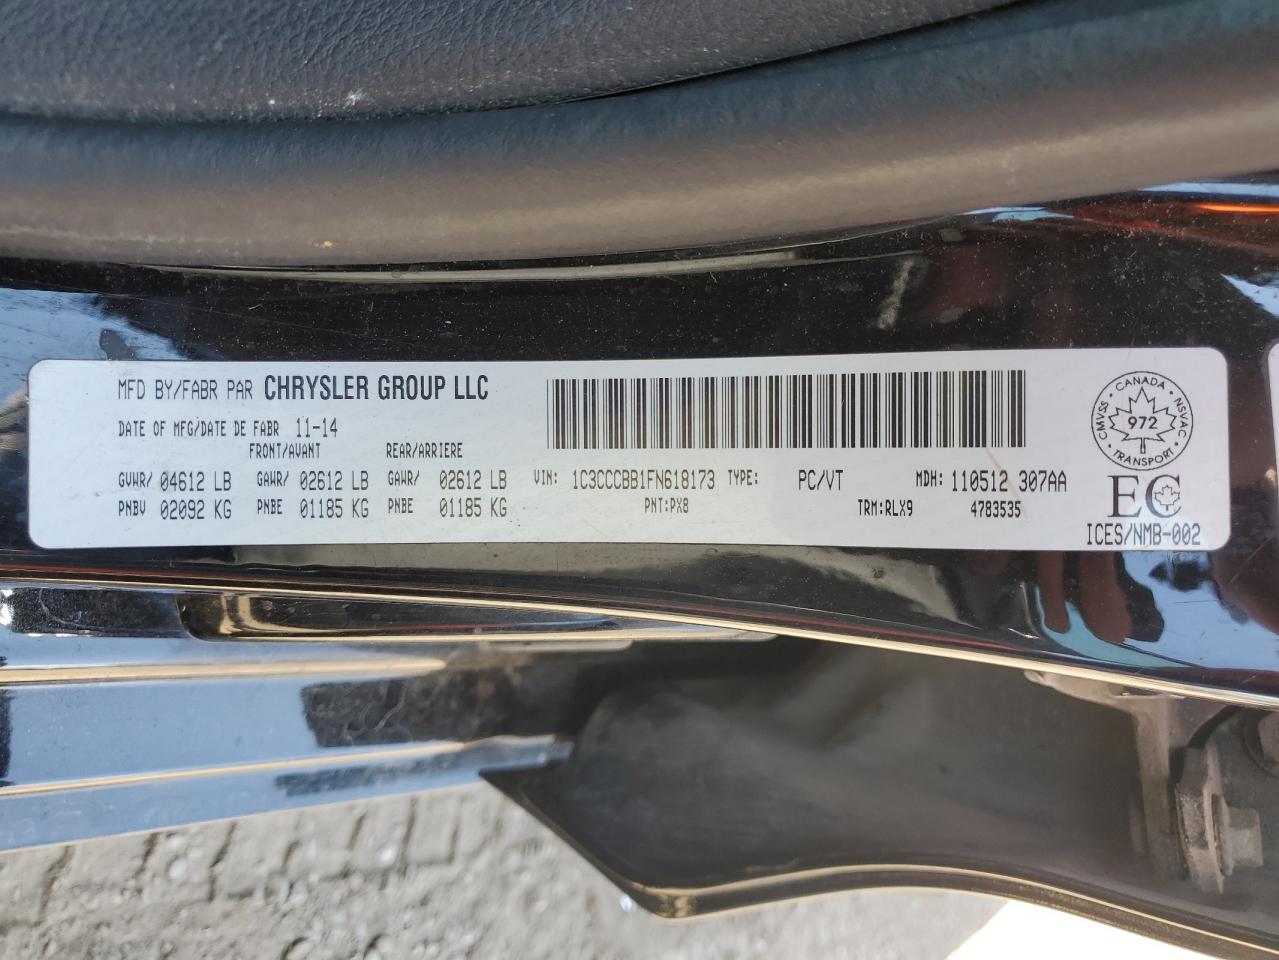 MFD BY/FABR PAR CHRYSLER GROUP LLC
DATE OF MFG/DATE DE FABR 11-14
FRONT/AVANT REAR/ARRIERE
GVWR/ 04612 LB GAWR/ 02612 LB GAWR/ 02612 LB VIN: 1C3CCCBB1FN618173 TYPE: PC/VT MDH: 110512 307AA
PNBV 02092 KG PNBE 01185 KG PNBE 01185 KG PNT:PX8 TRM:RLX9 4783535
CANADA
CMVSS 972 NSVAC
TRANSPORT
EC
ICES/NMB-002